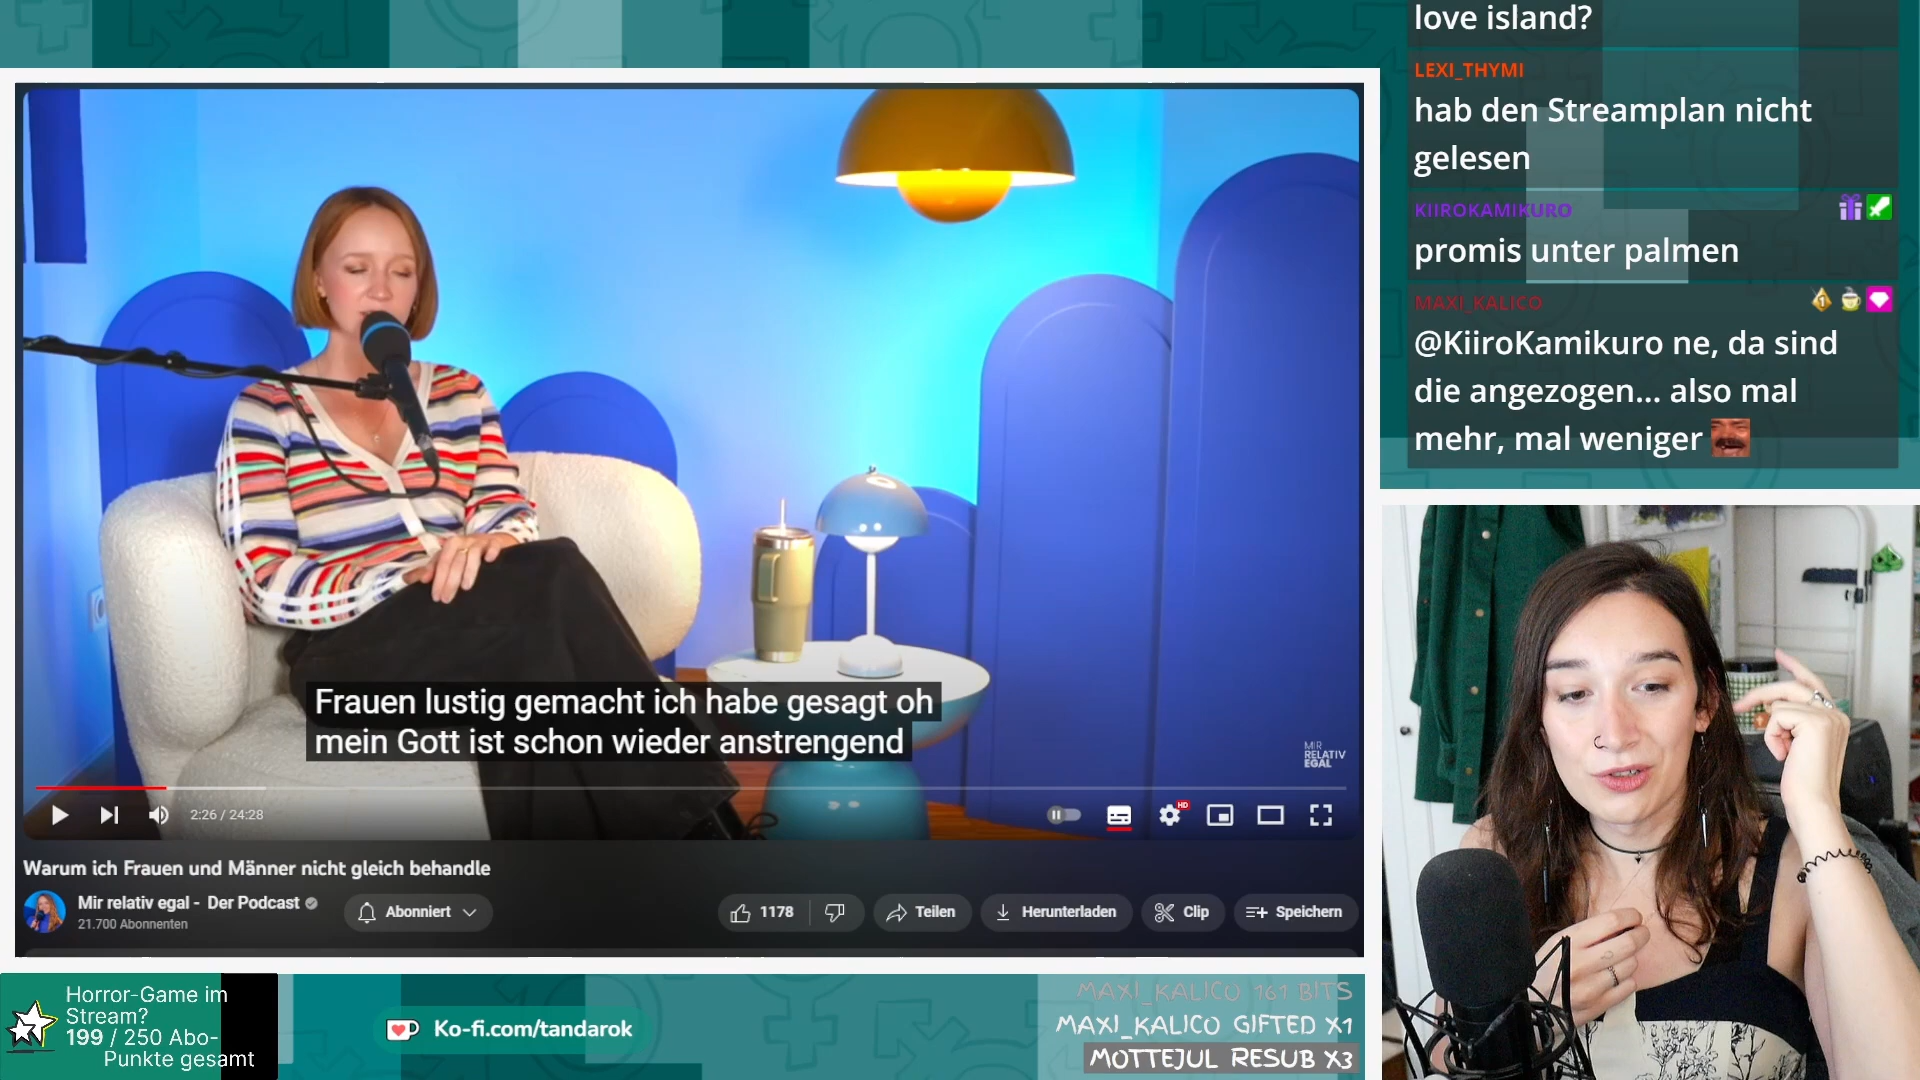 love island?
LEXI_THYMI
hab den Streamplan nicht
gelesen
KIIROKAMIKURO
promis unter palmen
MAXI_KALICO
@KiiroKamikuro ne, da sind
die angezogen... also mal
mehr, mal weniger
Frauen lustig gemacht ich habe gesagt oh
mein Gott ist schon wieder anstrengend
MIR
RELATIV
EGAL
2:26 / 24:28
HD
Warum ich Frauen und Männer nicht gleich behandle
Mir relativ egal - Der Podcast
21.700 Abonnenten
Abonniert
1178
Teilen
Herunterladen
Clip
Speichern
Horror-Game im
Stream?
199 / 250 Abo-
Punkte gesamt
Ko-fi.com/tandarok
MAXI_KALICO 161 BITS
MAXI_KALICO GIFTED X1
MOTTEJUL RESUB X3